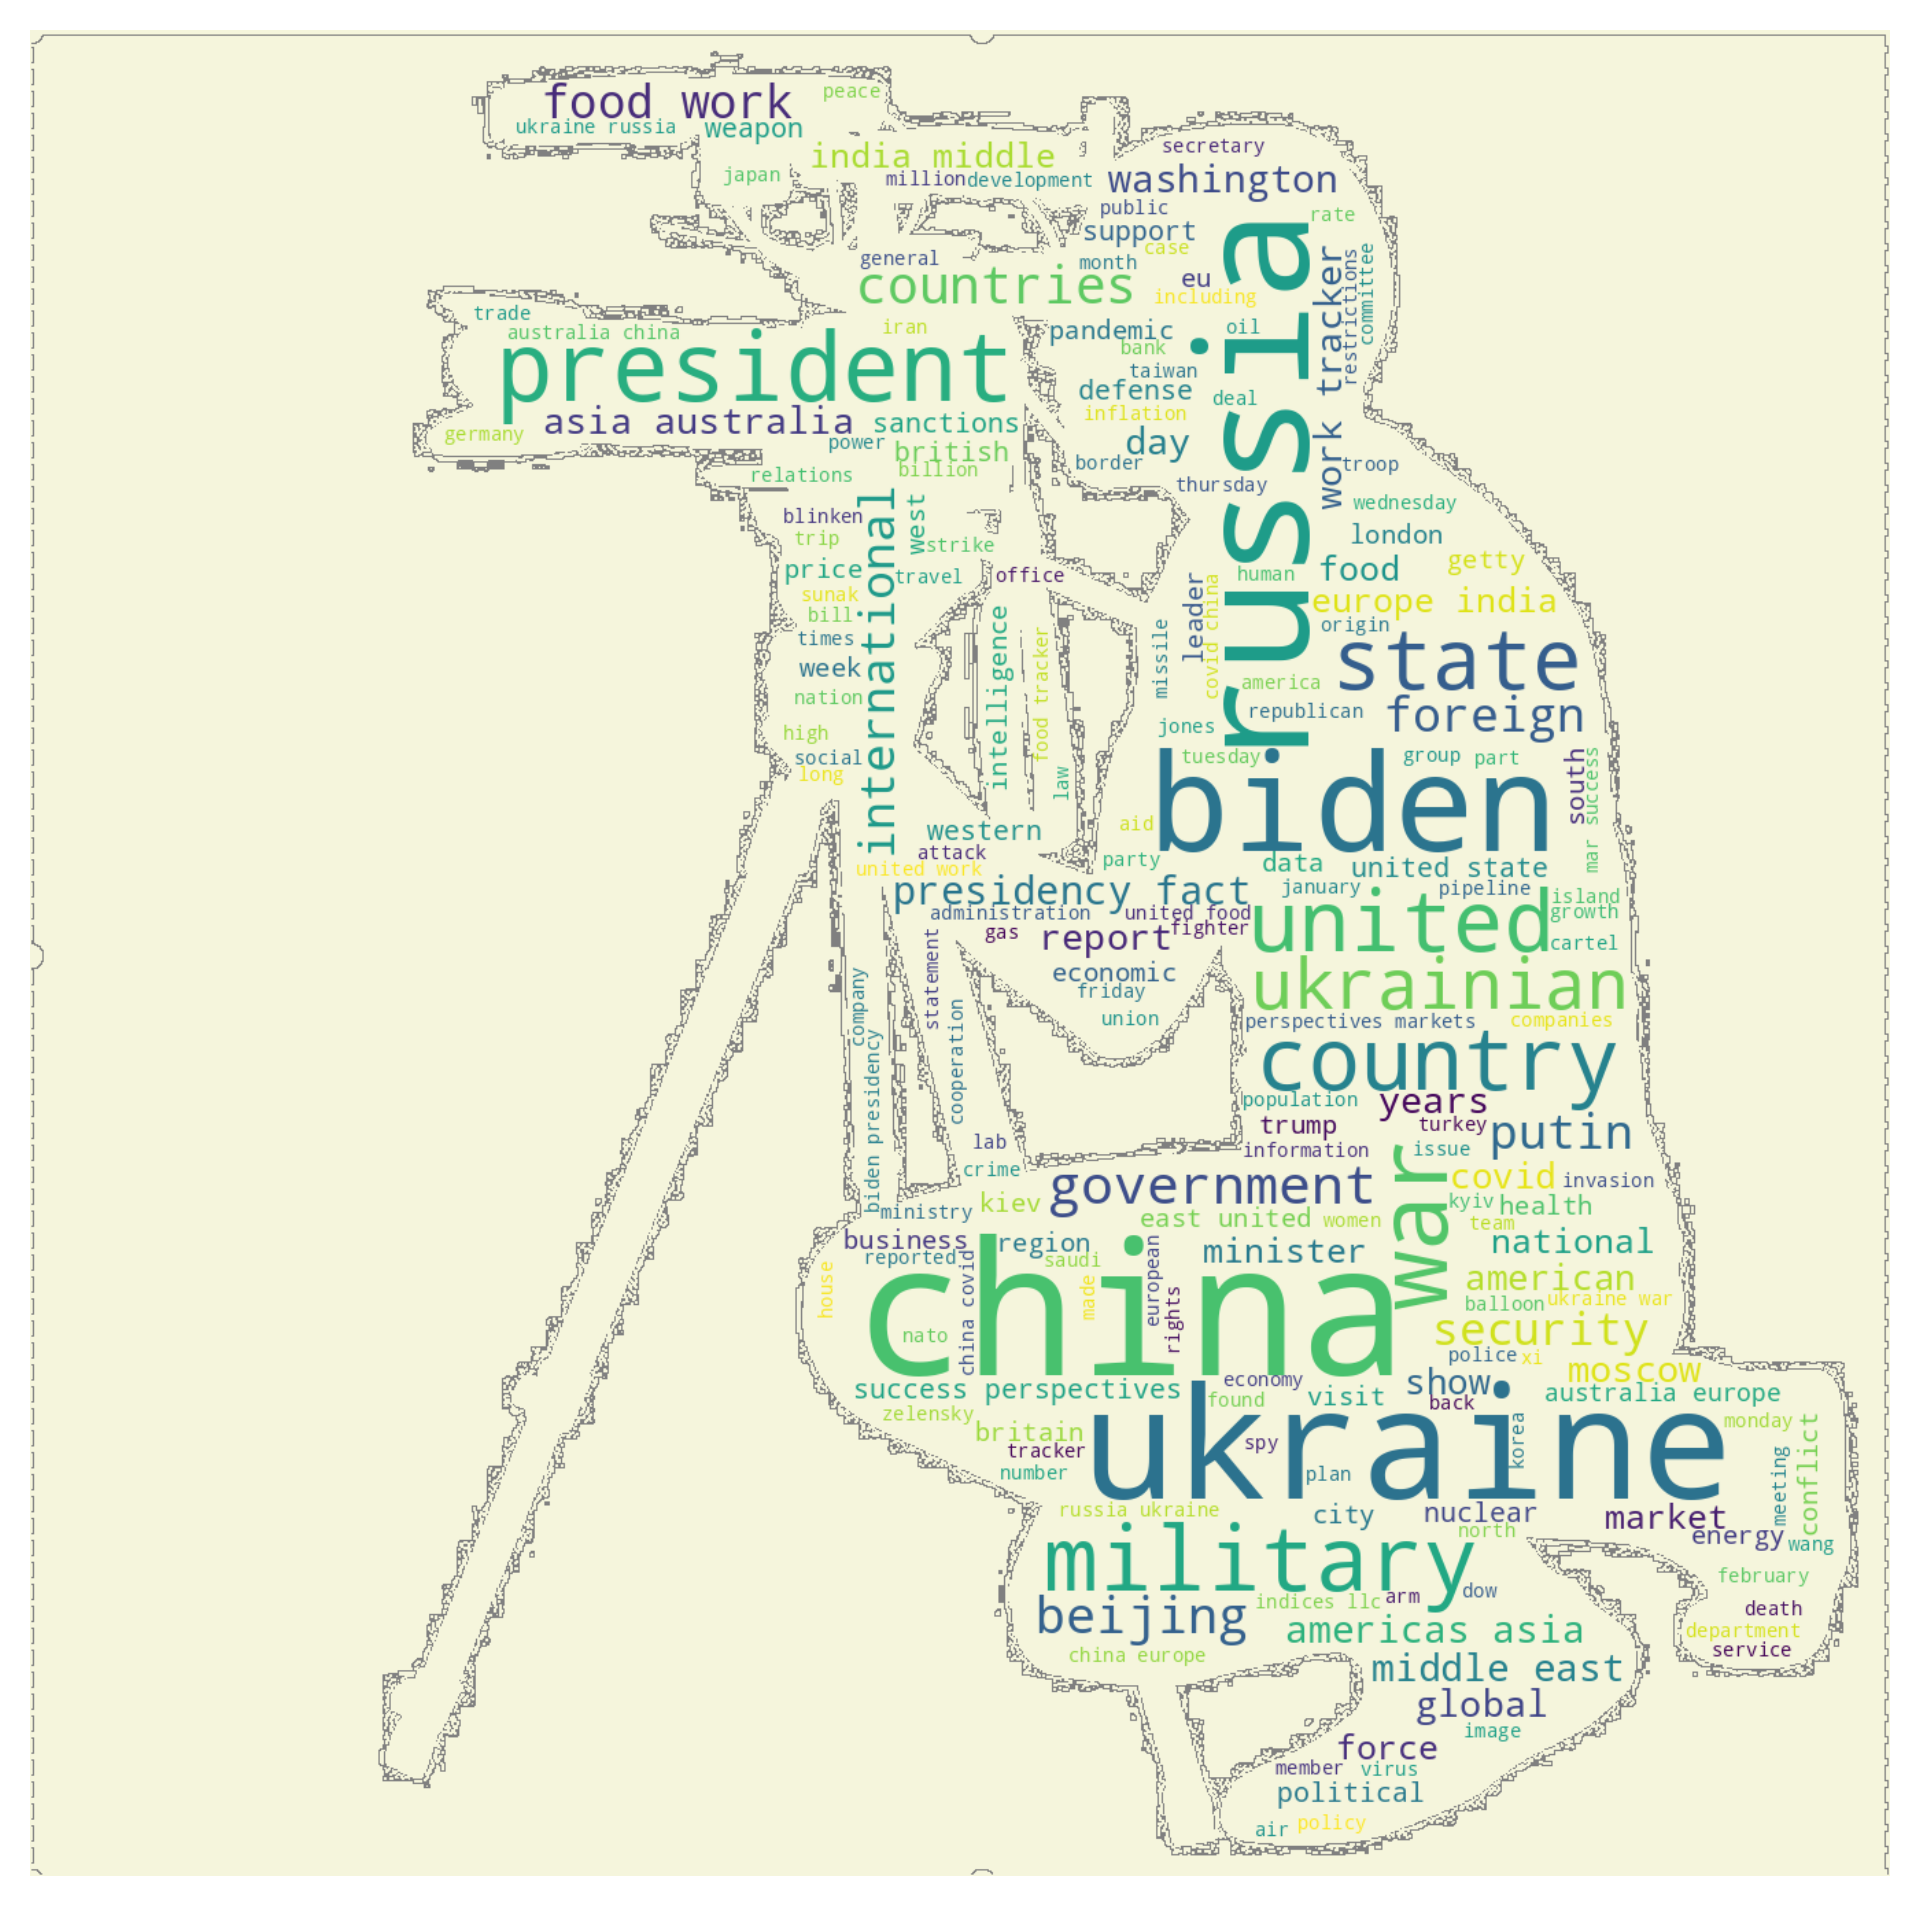 food work
peace
ukraine russia
weapon
india middle
japan
million
development
secretary
washington
public
support
case
rate
general
month
eu
countries
including
russia
work tracker
restrictions
committee
trade
australia china
iran
pandemic
oil
bank
president
taiwan
defense
deal
inflation
asia australia
sanctions
germany
power
british
day
billion
border
troop
relations
thursday
wednesday
international
west
blinken
trip
strike
london
getty
price
travel
office
human
food
sunak
europe india
bill
leader
covid china
origin
times
intelligence
food tracker
missile
state
week
nation
america
republican
foreign
high
jones
social
long
tuesday
group
part
south
mar success
law
biden
western
aid
attack
party
united work
data
united state
presidency fact
january
pipeline
island
administration
united food
growth
gas
report
fighter
united
cartel
statement
economic
ukrainian
friday
company
union
perspectives markets
companies
cooperation
biden presidency
country
population
years
trump
turkey
putin
lab
information
issue
crime
war
covid
invasion
government
kiev
kyiv
health
ministry
east united
women
team
business
region
minister
national
reported
saudi
house
china covid
made
european
rights
china
american
balloon
ukraine war
nato
security
police
xi
moscow
success perspectives
economy
show
found
visit
back
australia europe
zelensky
britain
monday
tracker
spy
ukraine
korea
number
plan
meeting
conflict
russia ukraine
city
nuclear
market
north
energy
wang
military
february
indices llc
arm
dow
beijing
death
americas asia
department
china europe
service
middle east
global
image
force
member
virus
political
air
policy